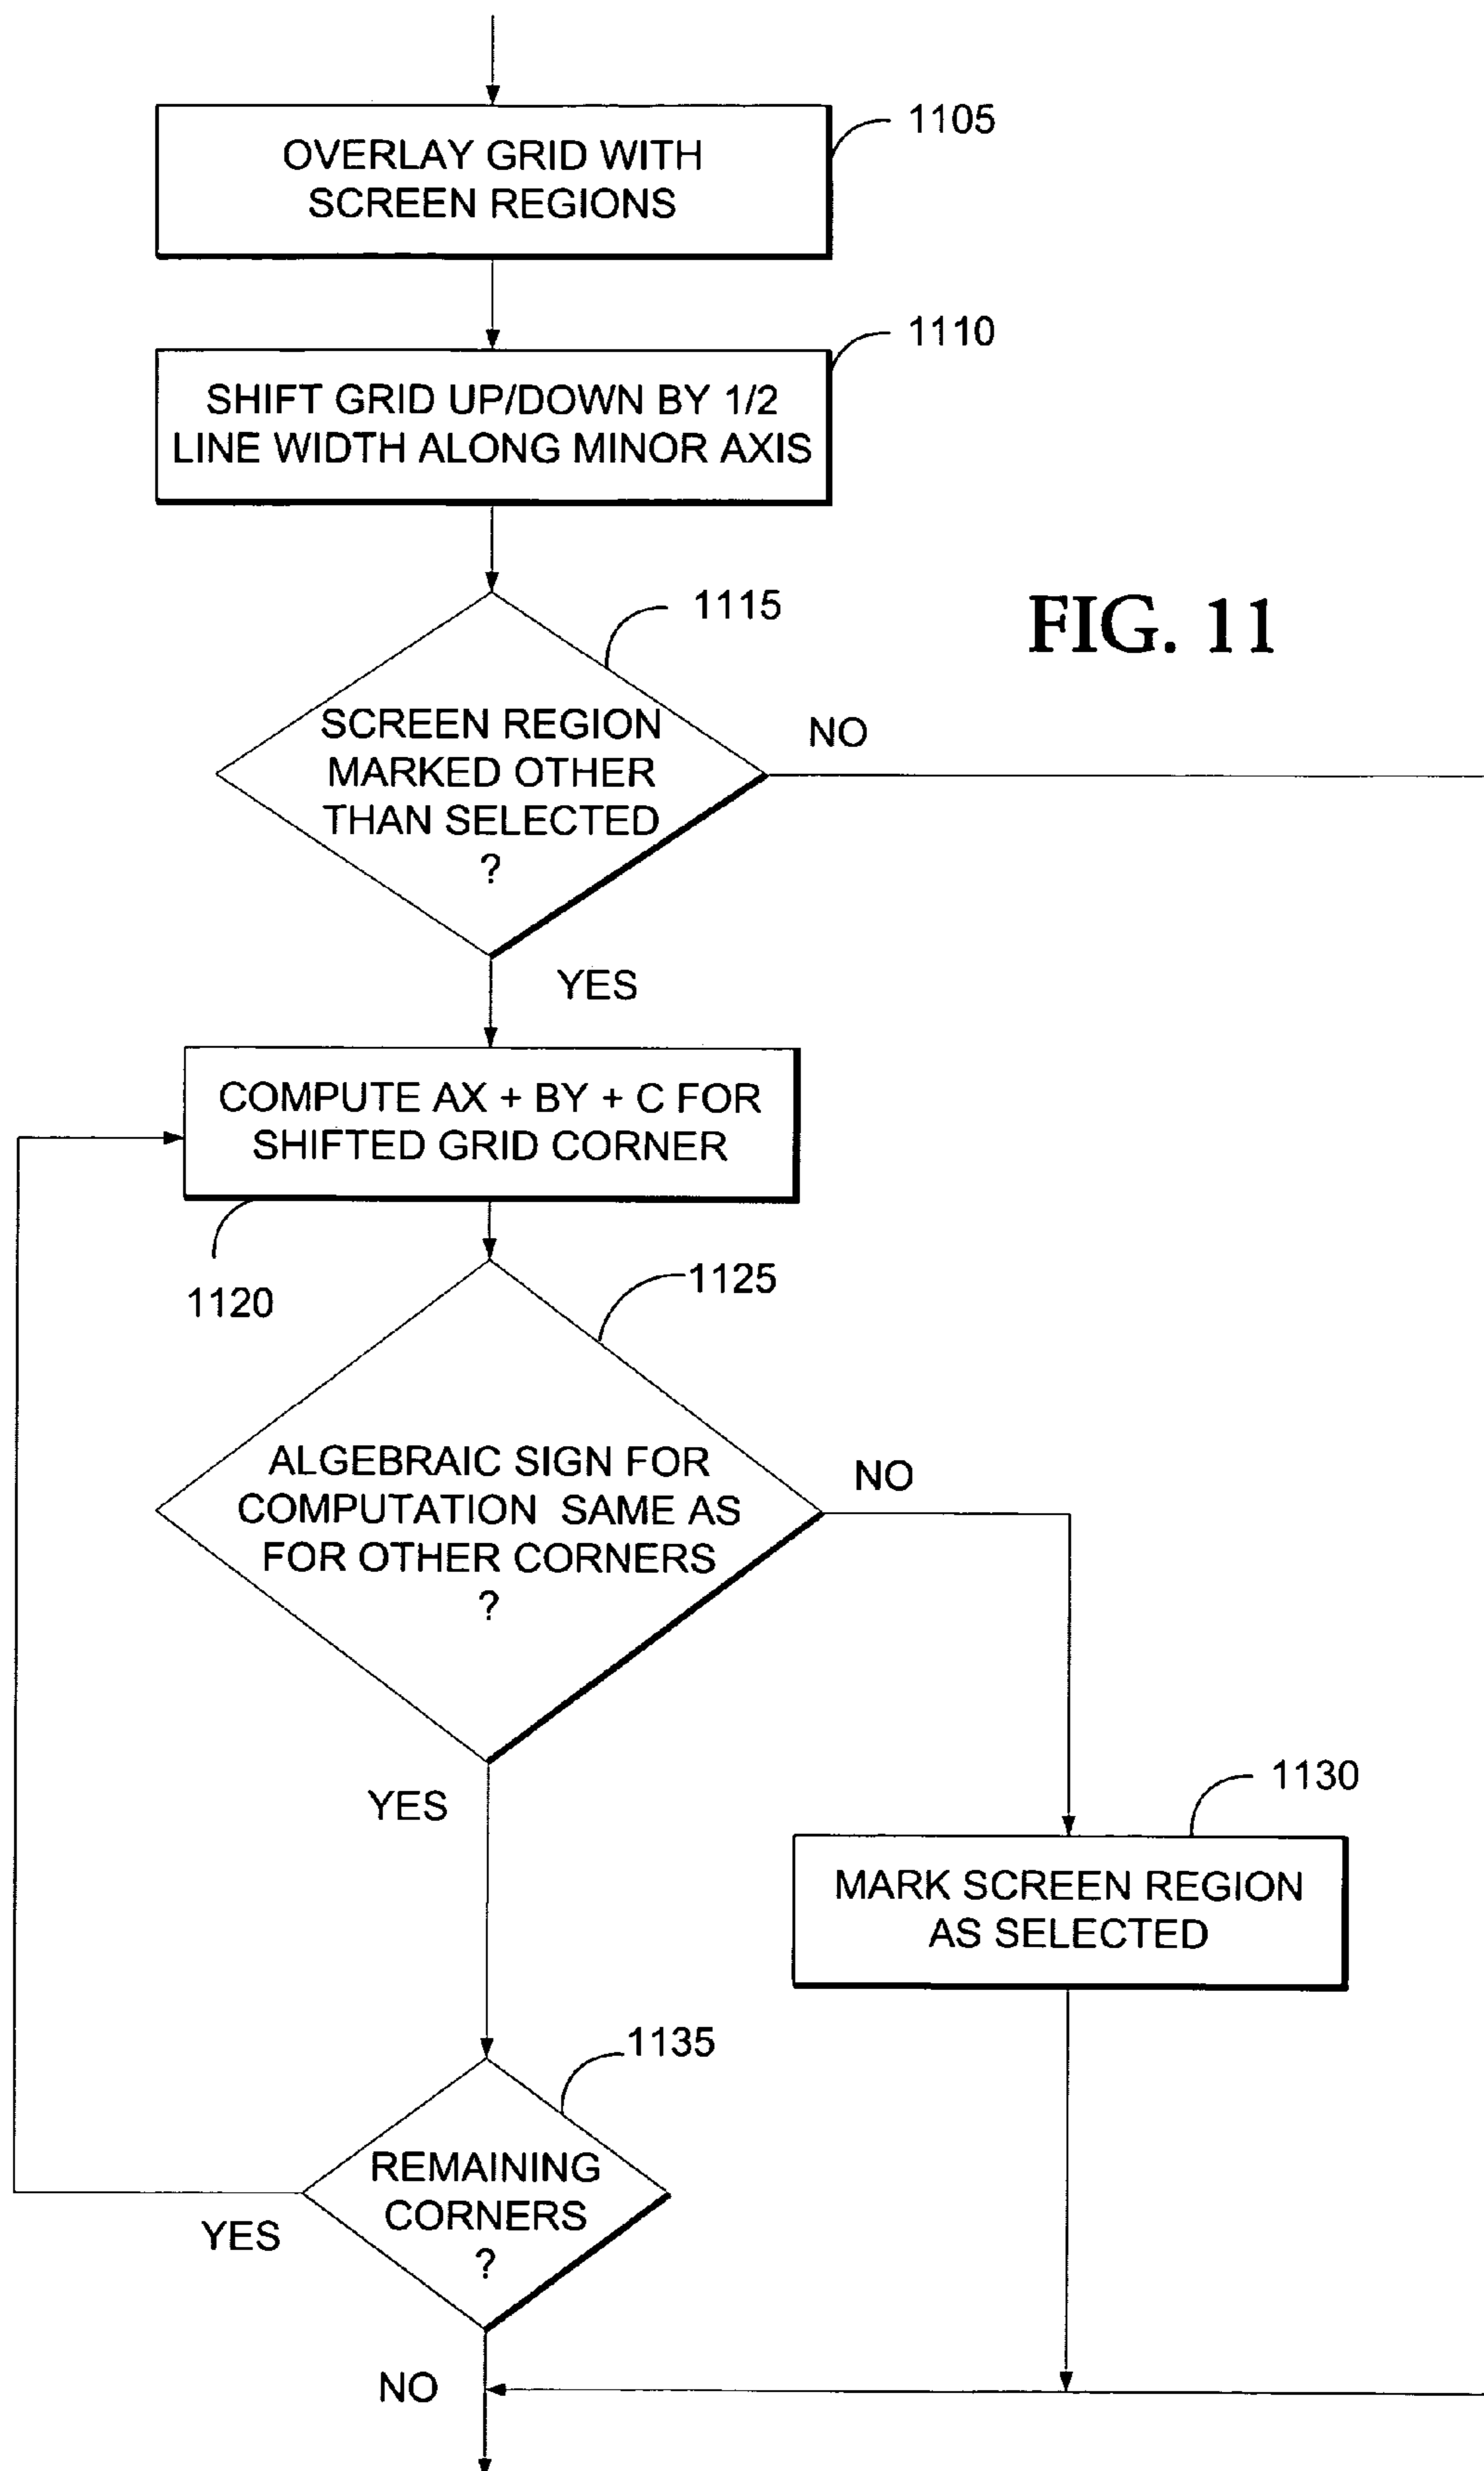 1105
OVERLAY GRID WITH
SCREEN REGIONS
1110
SHIFT GRID UP/DOWN BY 1/2
LINE WIDTH ALONG MINOR AXIS
FIG. 11
1115
SCREEN REGION
MARKED OTHER
THAN SELECTED
?
NO
YES
COMPUTE AX + BY + C FOR
SHIFTED GRID CORNER
1120
1125
ALGEBRAIC SIGN FOR
COMPUTATION SAME AS
FOR OTHER CORNERS
?
NO
YES
1130
MARK SCREEN REGION
AS SELECTED
1135
REMAINING
CORNERS
?
YES
NO